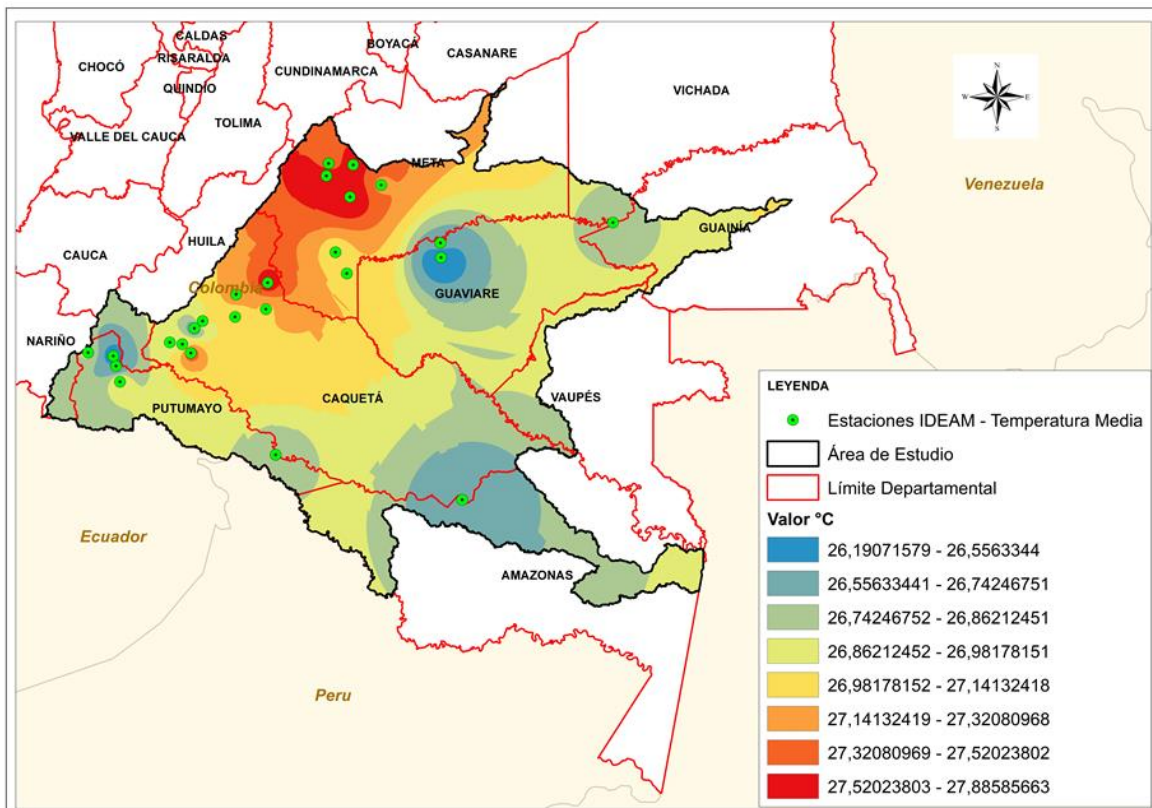 CALDAS
BOYACÁ
CASANARE
CHOCÓ
RISARALDA
CUNDINAMARCA
QUINDÍO
VICHADA
TOLIMA
VALLE DEL CAUCA
N
W E
S
META
Venezuela
HUILA
GUAINÍA
CAUCA
Colombia
GUAVIARE
NARIÑO
CAQUETÁ
VAUPÉS
PUTUMAYO
Ecuador
AMAZONAS
Peru
LEYENDA
Estaciones IDEAM - Temperatura Media
Área de Estudio
Límite Departamental
Valor °C
26,19071579 - 26,5563344
26,55633441 - 26,74246751
26,74246752 - 26,86212451
26,86212452 - 26,98178151
26,98178152 - 27,14132418
27,14132419 - 27,32080968
27,32080969 - 27,52023802
27,52023803 - 27,88585663